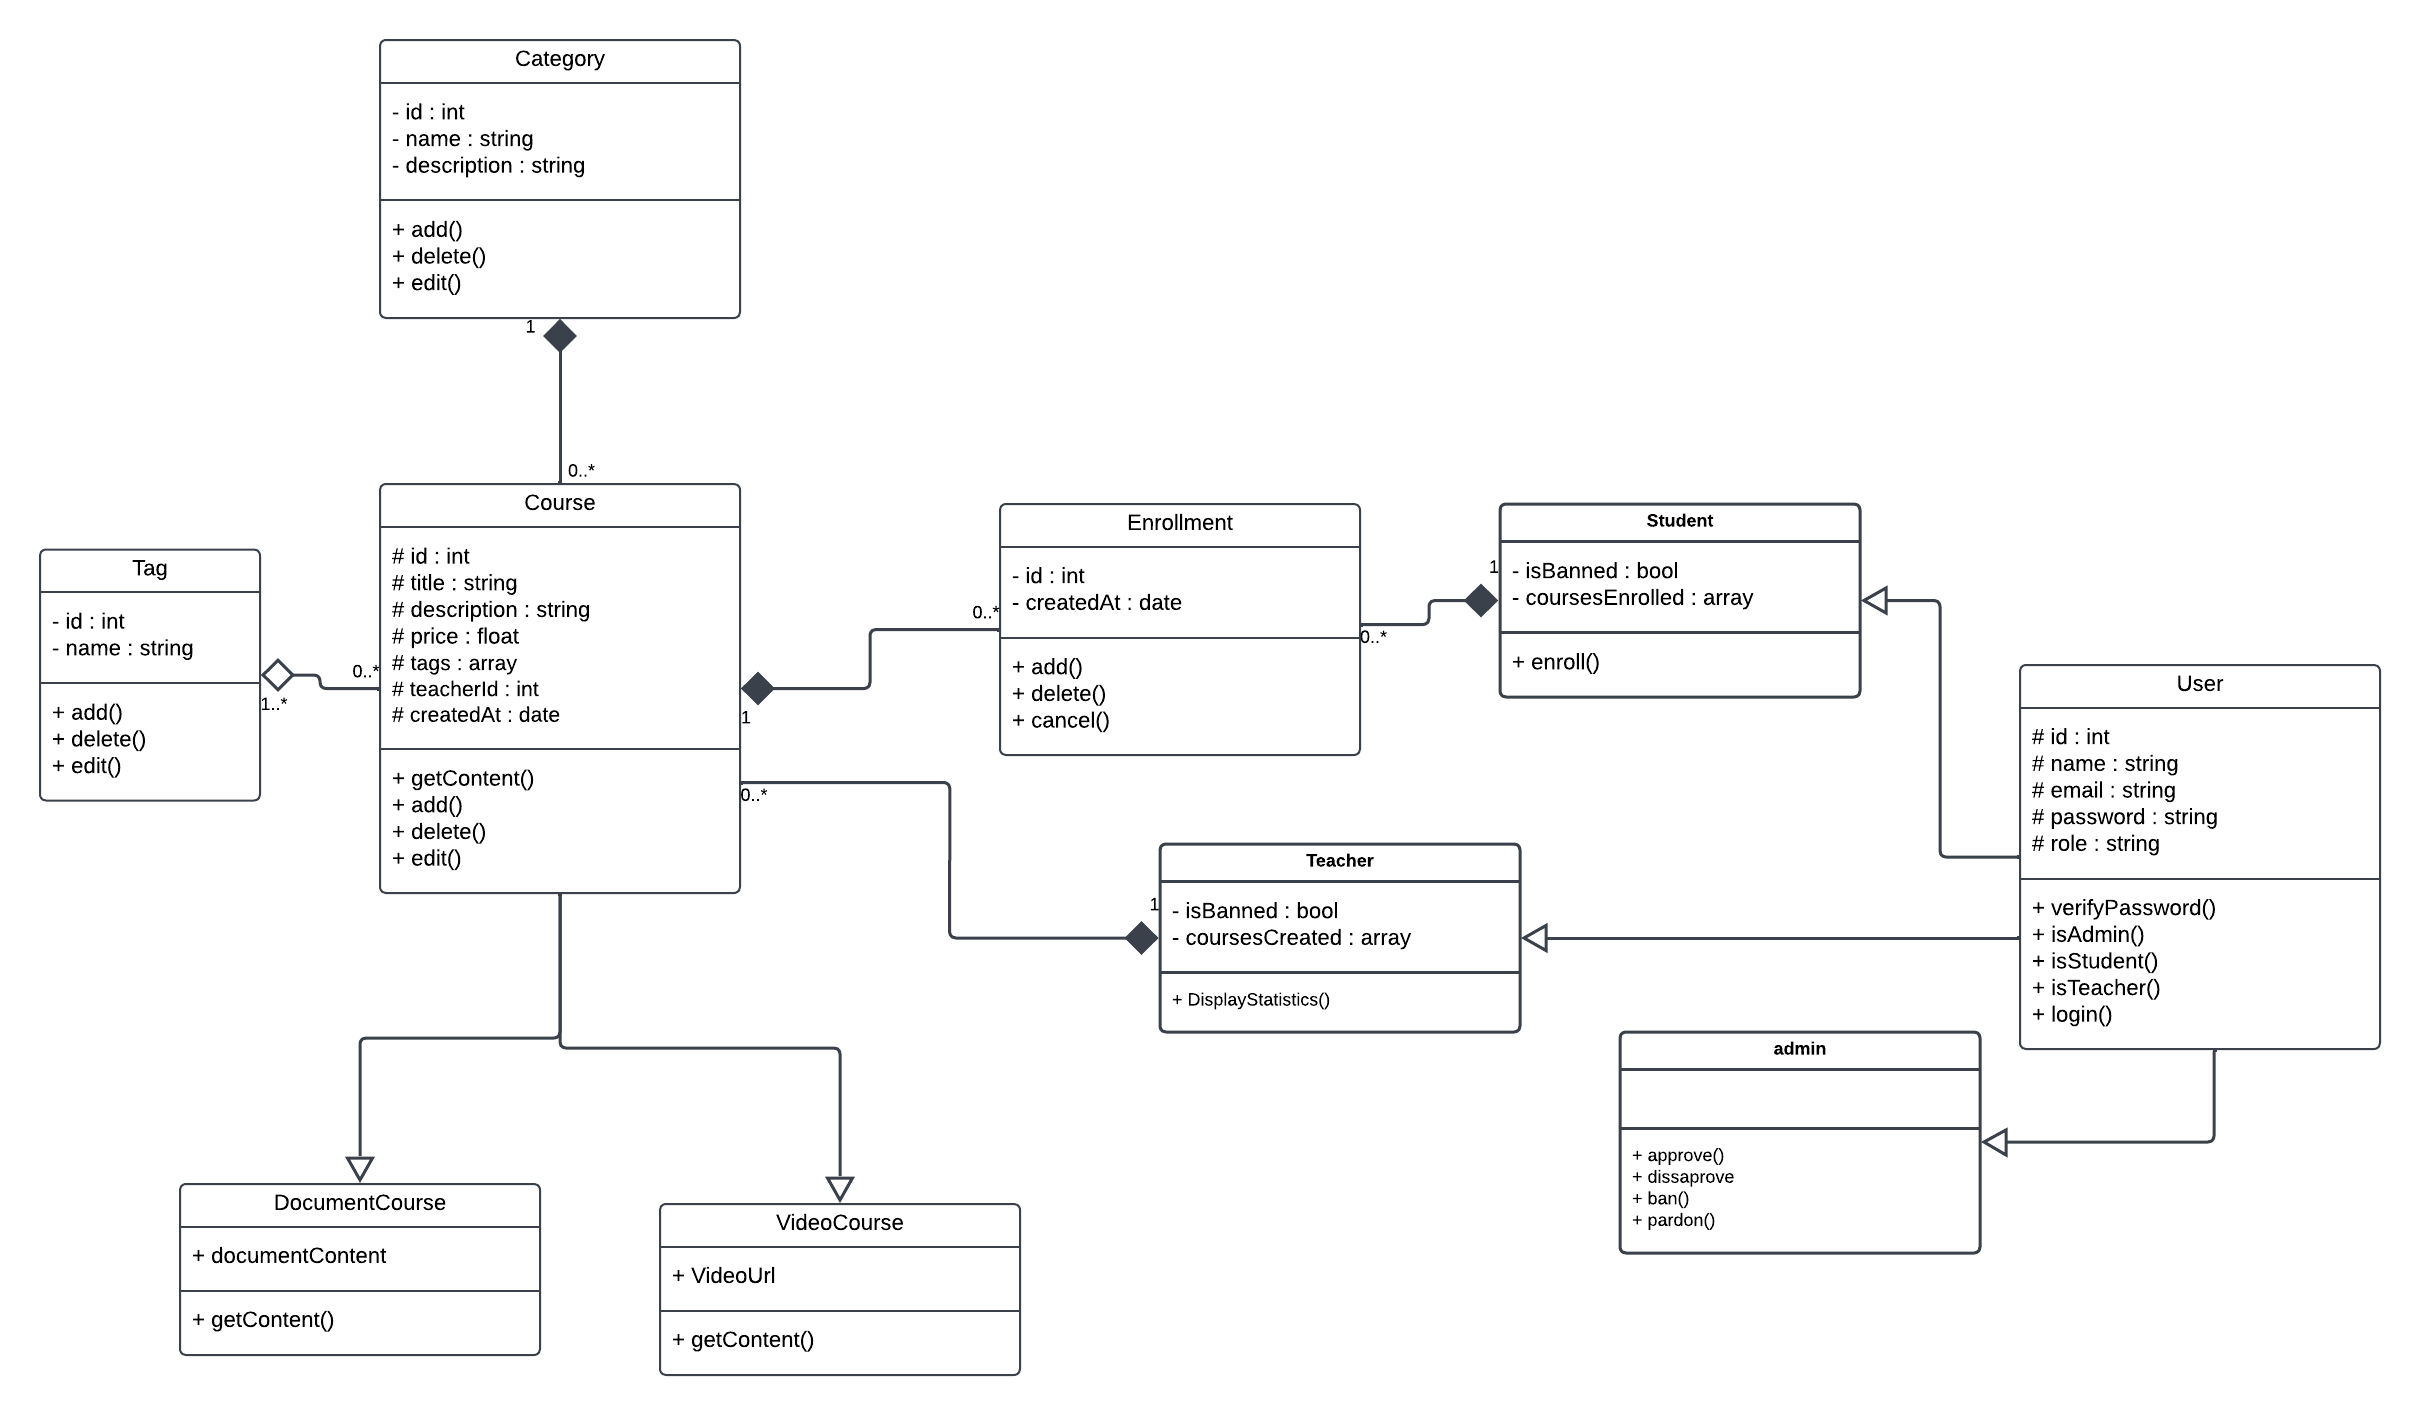 Category
- id : int
- name : string
- description : string
+ add()
+ delete()
+ edit()
1
0..*
Course
# id : int
# title : string
# description : string
# price : float
# tags : array
# teacherId : int
# createdAt : date
+ getContent()
+ add()
+ delete()
+ edit()
Tag
- id : int
- name : string
+ add()
+ delete()
+ edit()
1..*
0..*
1
0..*
Enrollment
- id : int
- createdAt : date
+ add()
+ delete()
+ cancel()
0..*
1
Student
- isBanned : bool
- coursesEnrolled : array
+ enroll()
0..*
1
Teacher
- isBanned : bool
- coursesCreated : array
+ DisplayStatistics()
User
# id : int
# name : string
# email : string
# password : string
# role : string
+ verifyPassword()
+ isAdmin()
+ isStudent()
+ isTeacher()
+ login()
admin
+ approve()
+ dissaprove
+ ban()
+ pardon()
DocumentCourse
+ documentContent
+ getContent()
VideoCourse
+ VideoUrl
+ getContent()